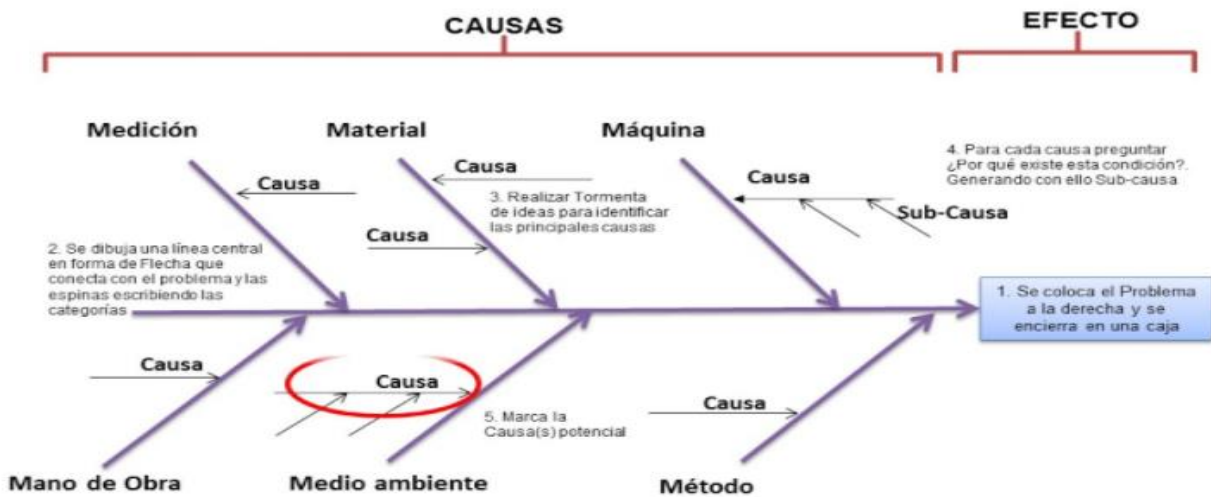 CAUSAS
EFECTO
Medición
Material
Máquina
4. Para cada causa preguntar
¿Por qué existe esta condición?.
Generando con ello Sub-causa
Causa
Causa
Causa
3. Realizar Tormenta
de ideas para identificar
las principales causas
Sub-Causa
Causa
2. Se dibuja una línea central
en forma de Flecha que
conecta con el problema y las
espinas escribiendo las
categorías
1. Se coloca el Problema
a la derecha y se
encierra en una caja
Causa
Causa
Causa
5. Marca la
Causa(s) potencial
Mano de Obra
Medio ambiente
Método